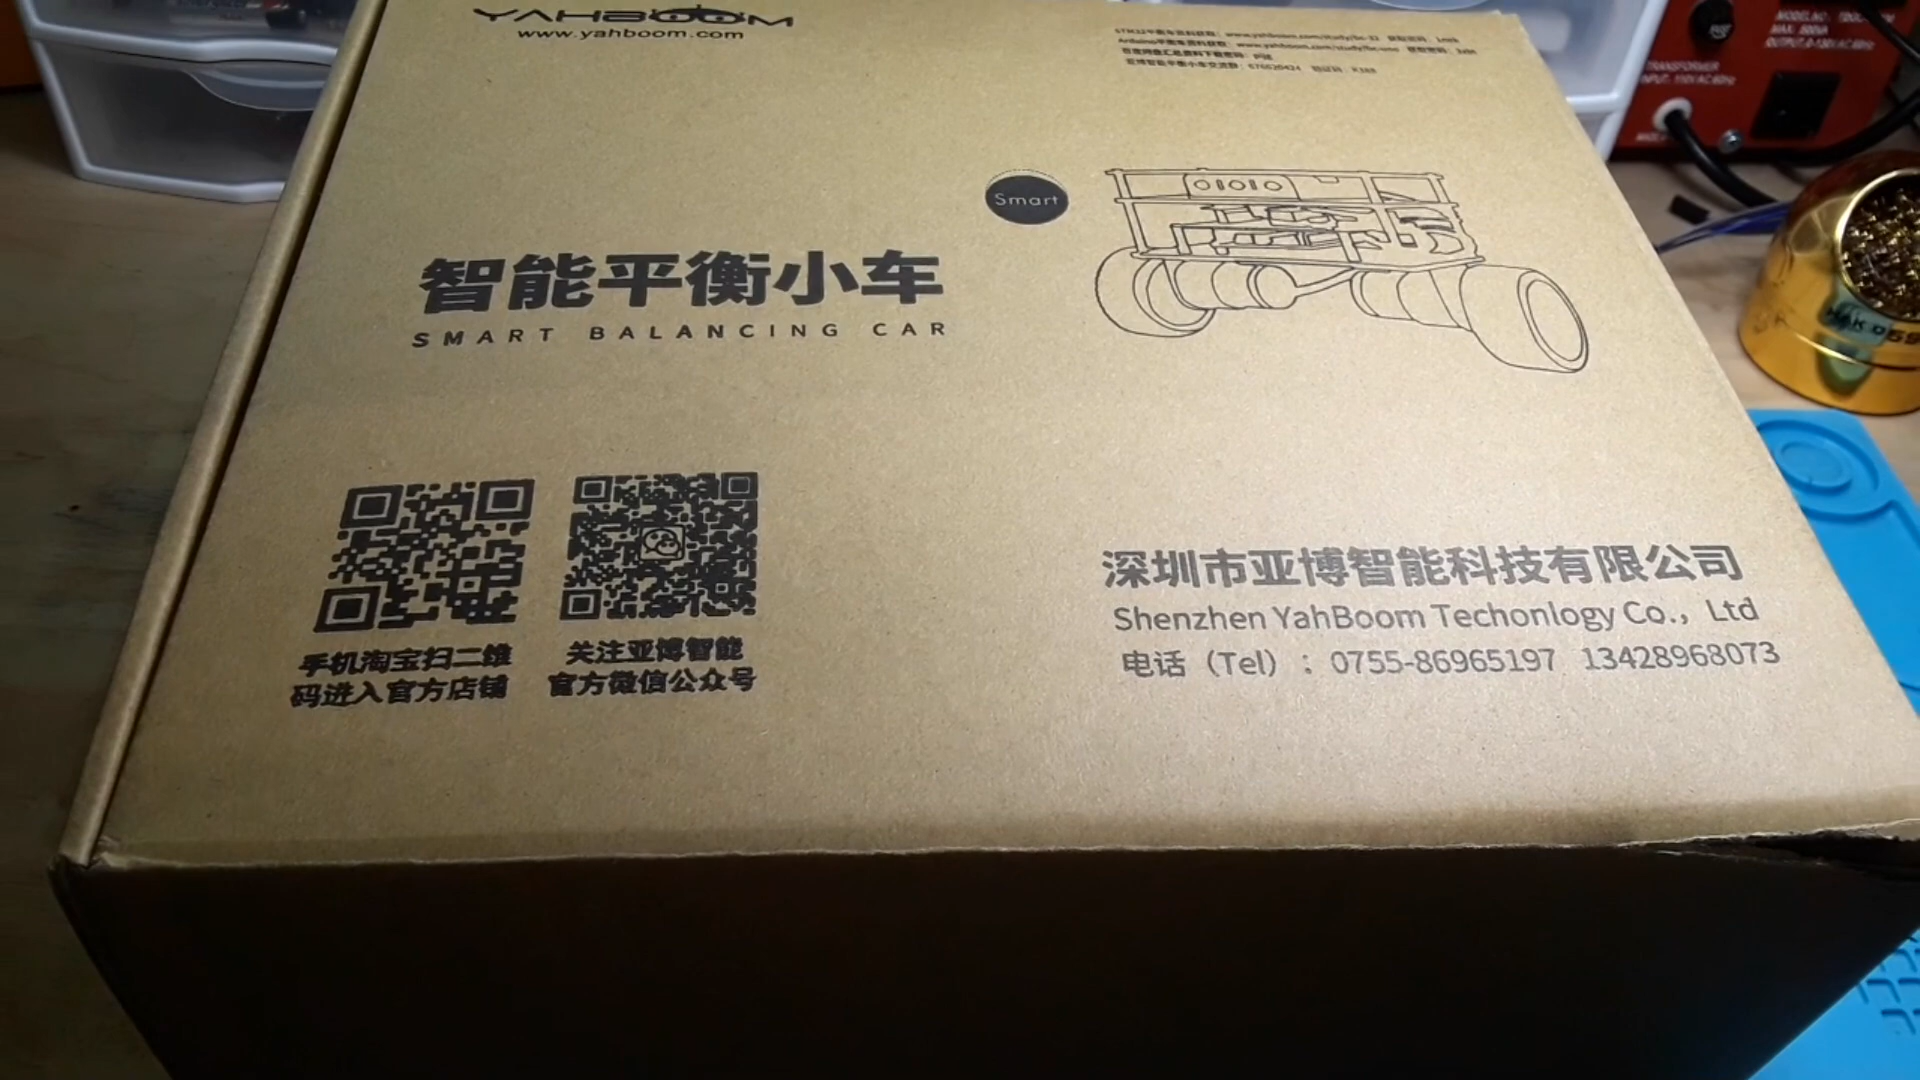 YAHBOOM
www.yahboom.com
Smart
智能平衡小车
SMART BALANCING CAR
手机淘宝扫二维
码进入官方店铺
关注亚博智能
官方微信公众号
深圳市亚博智能科技有限公司
Shenzhen YahBoom Techonlogy Co., Ltd
电话（Tel）：0755-86965197 13428968073
TRANSFORMER